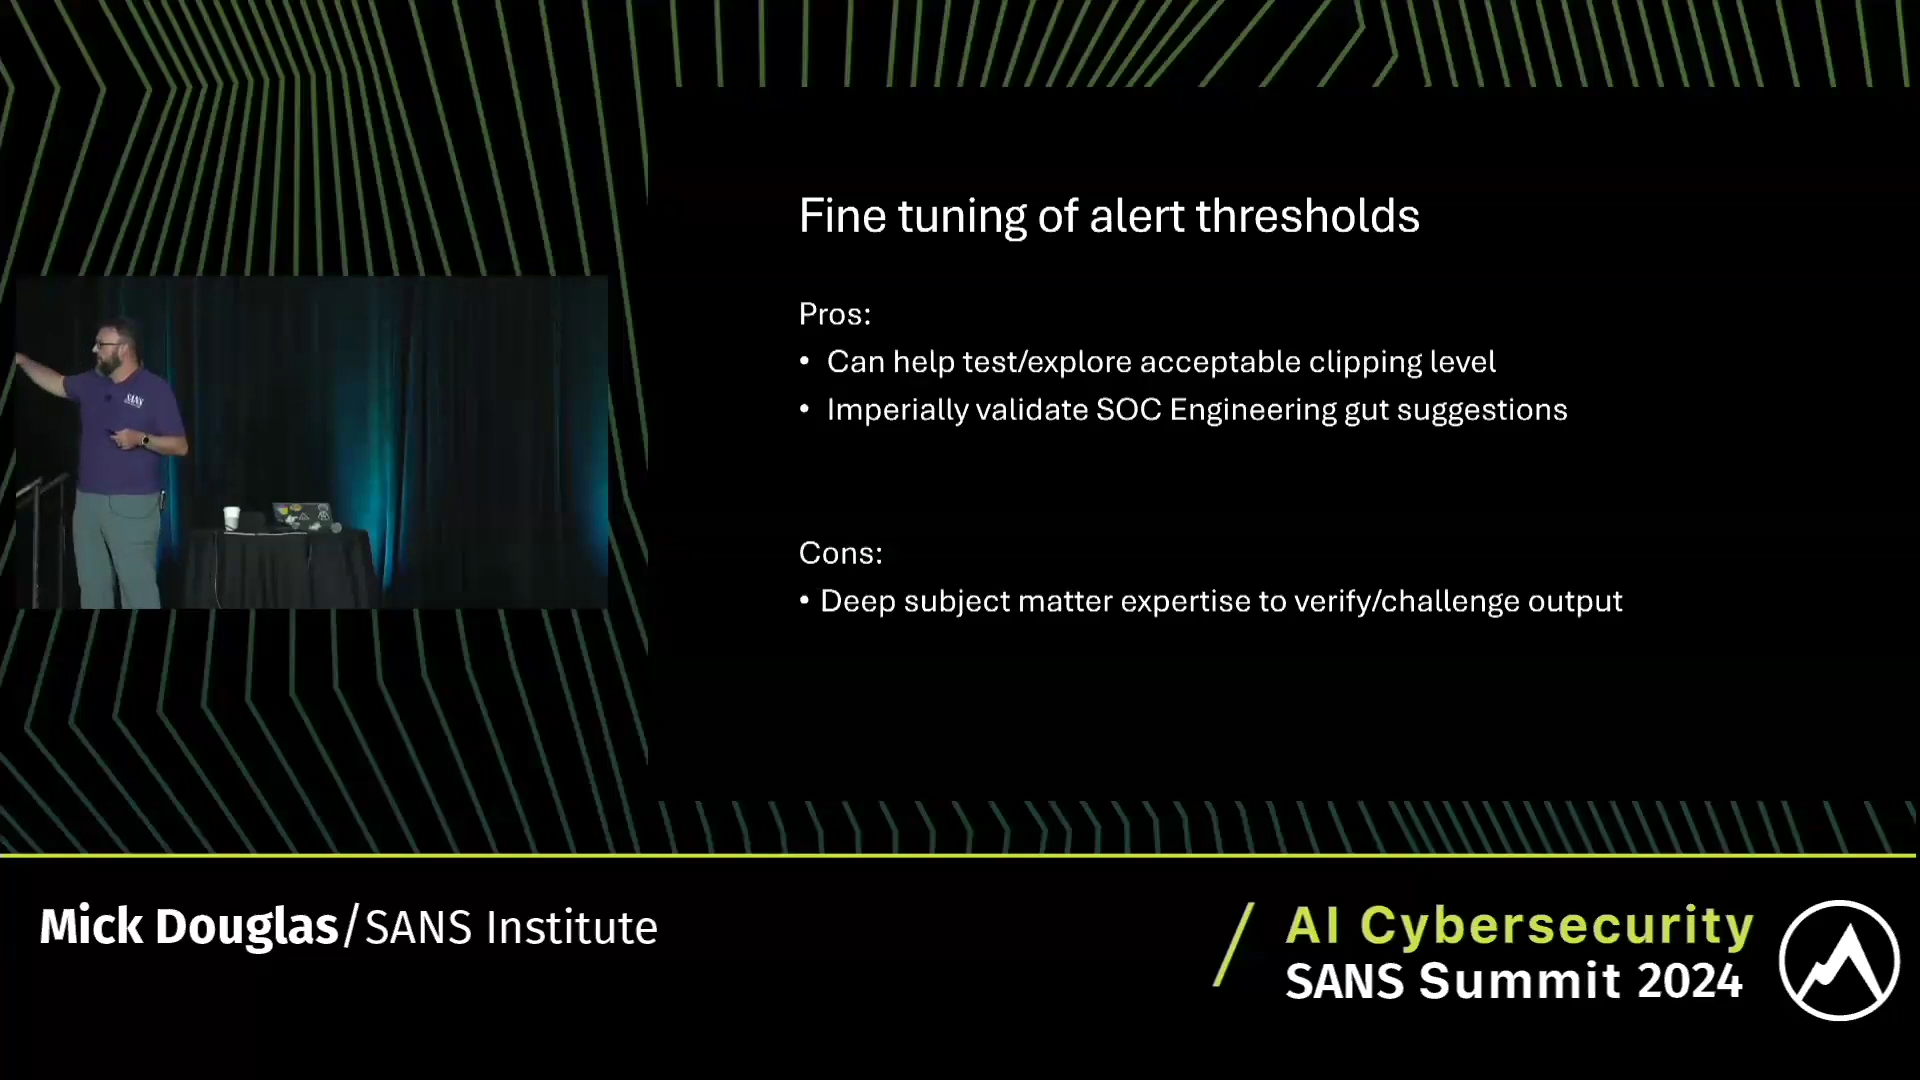 Fine tuning of alert thresholds
Pros:
• Can help test/explore acceptable clipping level
• Imperially validate SOC Engineering gut suggestions
Cons:
• Deep subject matter expertise to verify/challenge output
SANS
Mick Douglas/SANS Institute
AI Cybersecurity
SANS Summit 2024